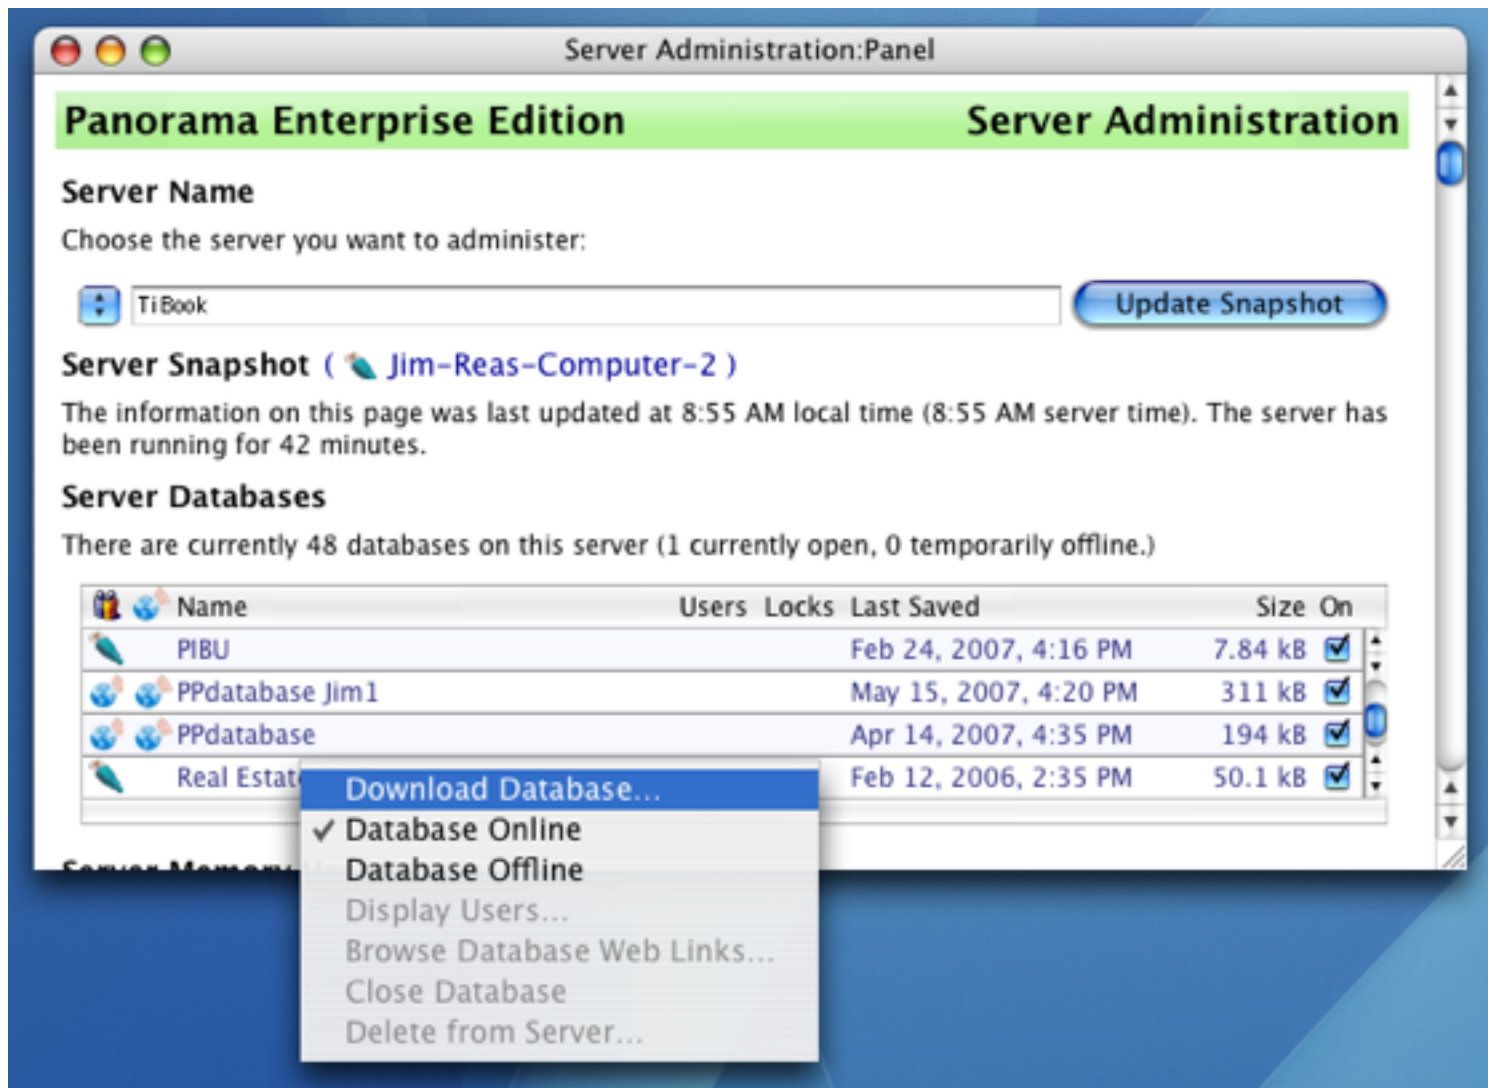 Server Administration:Panel
Panorama Enterprise Edition Server Administration
Server Name
Choose the server you want to administer:
TiBook Update Snapshot
Server Snapshot ( Jim-Reas-Computer-2 )
The information on this page was last updated at 8:55 AM local time (8:55 AM server time). The server has
been running for 42 minutes.
Server Databases
There are currently 48 databases on this server (1 currently open, 0 temporarily offline.)
Name Users Locks Last Saved Size On
PIBU Feb 24, 2007, 4:16 PM 7.84 kB
PPdatabase Jim1 May 15, 2007, 4:20 PM 311 kB
PPdatabase Apr 14, 2007, 4:35 PM 194 kB
Real Estate Feb 12, 2006, 2:35 PM 50.1 kB
Download Database...
✓ Database Online
Database Offline
Server Memory
Display Users...
Browse Database Web Links...
Close Database
Delete from Server...